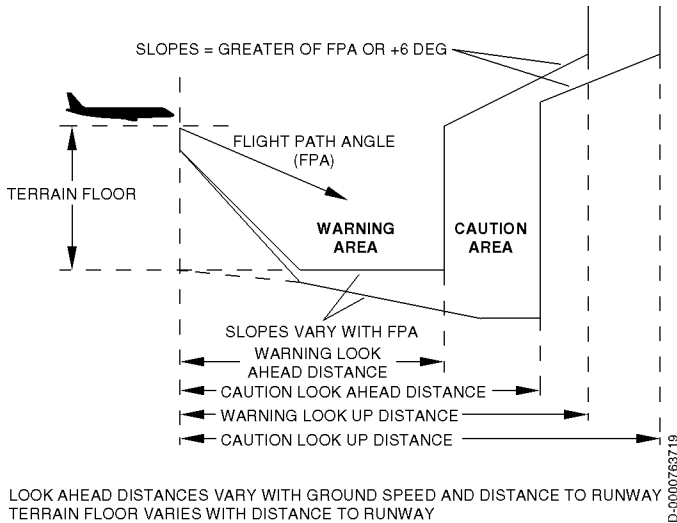 SLOPES = GREATER OF FPA OR +6 DEG
FLIGHT PATH ANGLE
(FPA)
TERRAIN FLOOR
WARNING
AREA
CAUTION
AREA
SLOPES VARY WITH FPA
WARNING LOOK
AHEAD DISTANCE
CAUTION LOOK AHEAD DISTANCE
WARNING LOOK UP DISTANCE
CAUTION LOOK UP DISTANCE
LOOK AHEAD DISTANCES VARY WITH GROUND SPEED AND DISTANCE TO RUNWAY
TERRAIN FLOOR VARIES WITH DISTANCE TO RUNWAY
D-0000763719